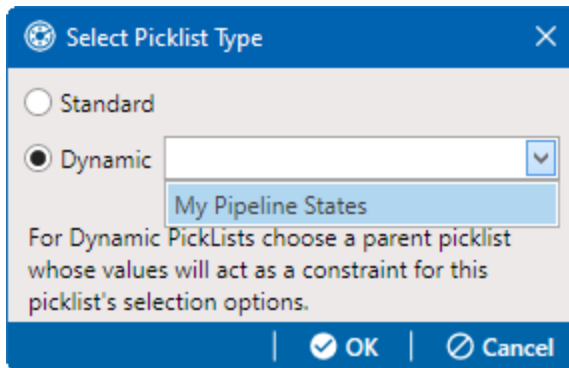 Select Picklist Type
Standard
Dynamic
My Pipeline States
For Dynamic PickLists choose a parent picklist
whose values will act as a constraint for this
picklist's selection options.
OK
Cancel